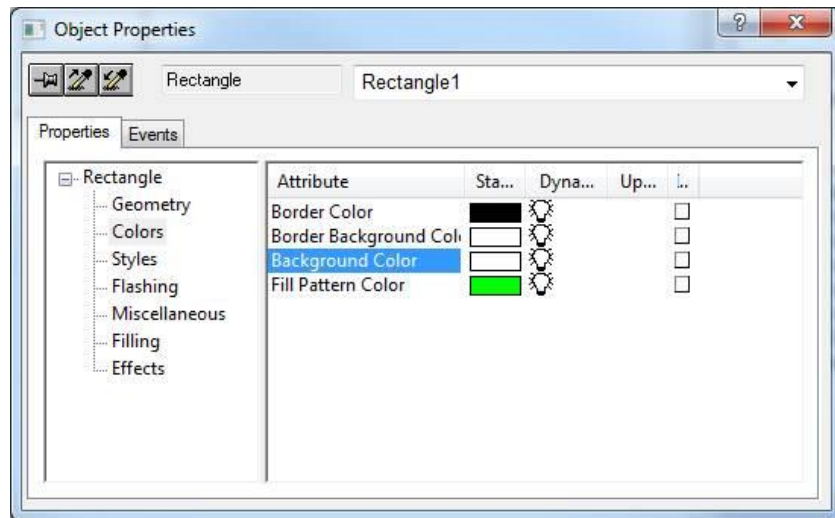 Object Properties
Rectangle Rectangle1
Properties Events
Rectangle
Geometry
Colors
Styles
Flashing
Miscellaneous
Filling
Effects
Attribute Sta... Dyna... Up... I..
Border Color
Border Background Col
Background Color
Fill Pattern Color